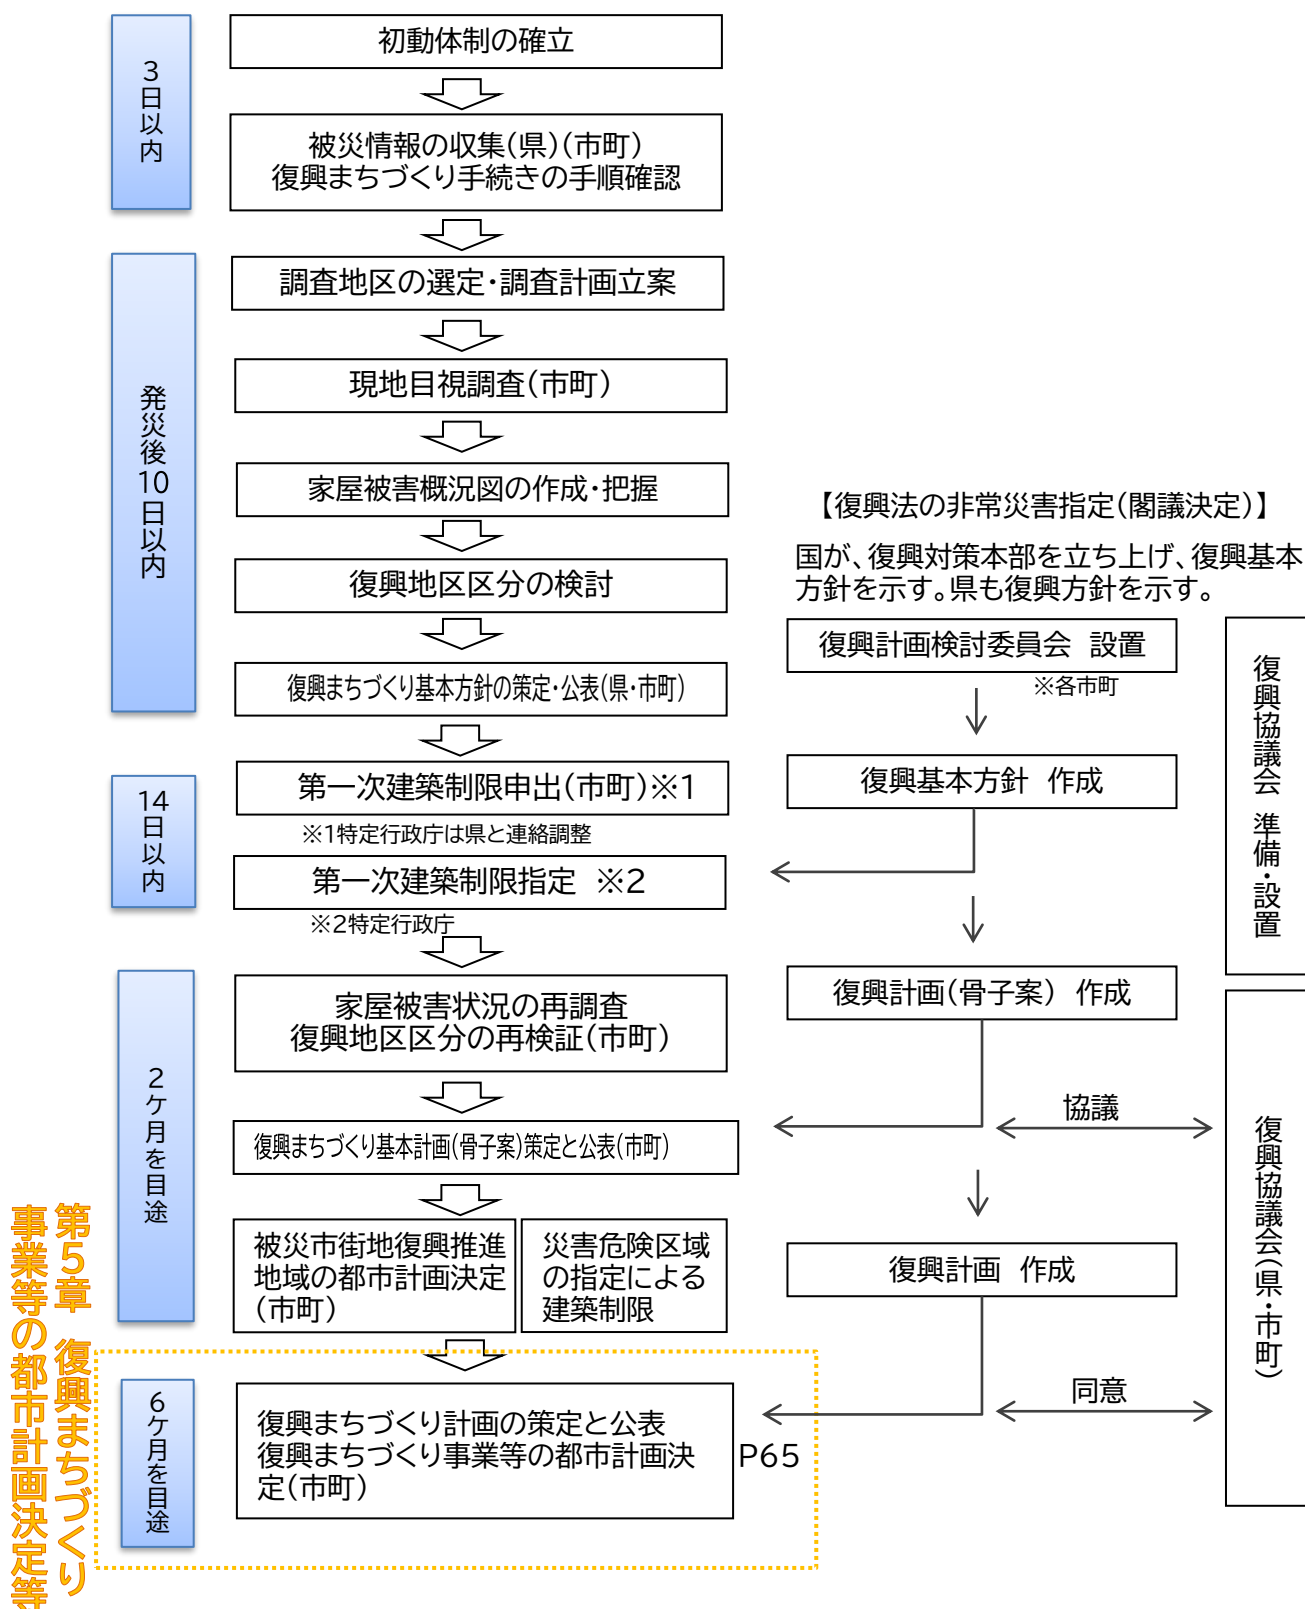 3日以内
初動体制の確立
被災情報の収集(県)(市町)
復興まちづくり手続きの手順確認
発災後10日以内
調査地区の選定・調査計画立案
現地目視調査(市町)
家屋被害概況図の作成・把握
復興地区区分の検討
復興まちづくり基本方針の策定・公表(県・市町)
14日以内
第一次建築制限申出(市町)※1
※1特定行政庁は県と連絡調整
第一次建築制限指定 ※2
※2特定行政庁
2ケ月を目途
家屋被害状況の再調査
復興地区区分の再検証(市町)
復興まちづくり基本計画(骨子案)策定と公表(市町)
被災市街地復興推進
地域の都市計画決定
(市町)
災害危険区域
の指定による
建築制限
6ケ月を目途
復興まちづくり計画の策定と公表
復興まちづくり事業等の都市計画決
定(市町)
P65
第5章 復興まちづくり
事業等の都市計画決定等
【復興法の非常災害指定(閣議決定)】
国が、復興対策本部を立ち上げ、復興基本
方針を示す。県も復興方針を示す。
復興計画検討委員会 設置
※各市町
復興基本方針 作成
復興計画(骨子案) 作成
協議
復興計画 作成
同意
復興協議会 準備・設置
復興協議会(県・市町)